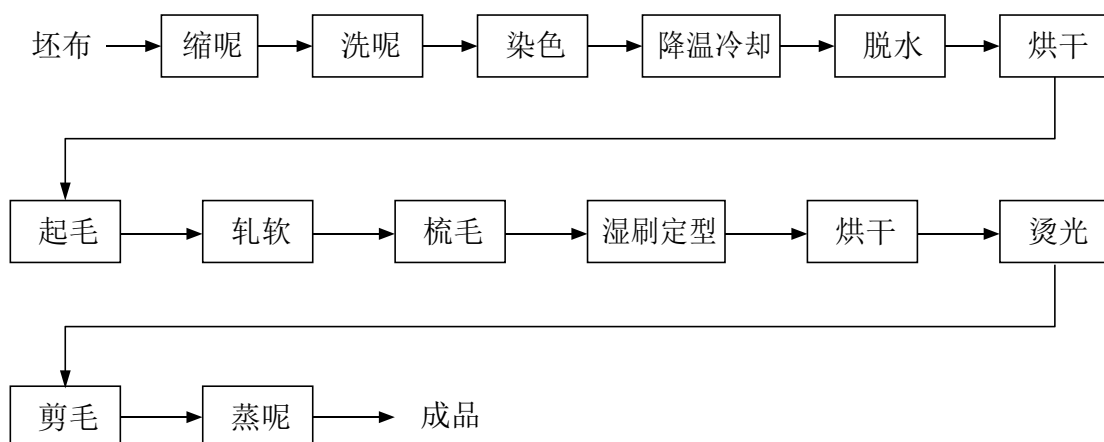 坯布 缩呢 洗呢 染色 降温冷却 脱水 烘干
起毛 轧软 梳毛 湿刷定型 烘干 烫光
剪毛 蒸呢 成品